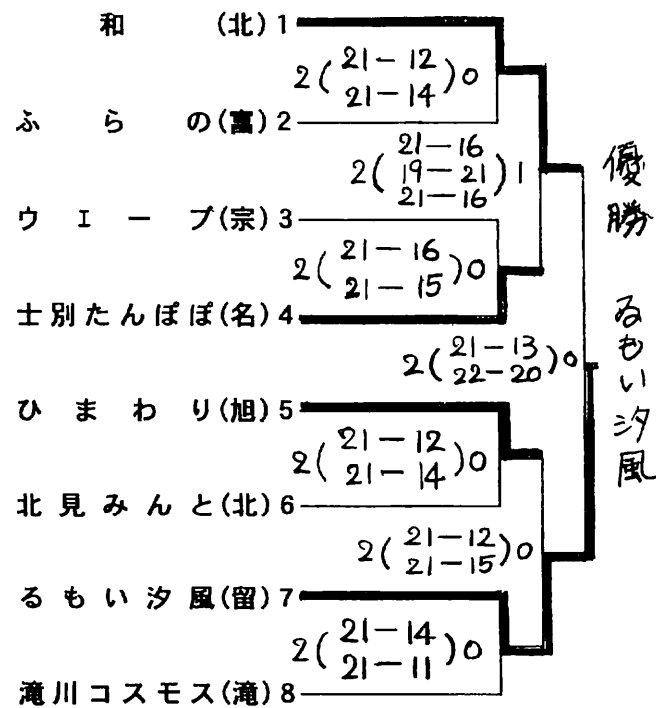 和 (北) 1
2 ( 21-12 ) 0
21-14
ふらの(富) 2
2 ( 21-16 ) 1
19-21
21-16
ウエーブ(宗) 3
2 ( 21-16 ) 0
21-15
士別たんぽぽ(名) 4
2 ( 21-13 ) 0
22-20
ひまわり(旭) 5
2 ( 21-12 ) 0
21-14
北見みんと(北) 6
2 ( 21-12 ) 0
21-15
るもい汐風(留) 7
2 ( 21-14 ) 0
21-11
滝川コスモス(滝) 8
優勝 るもい汐風